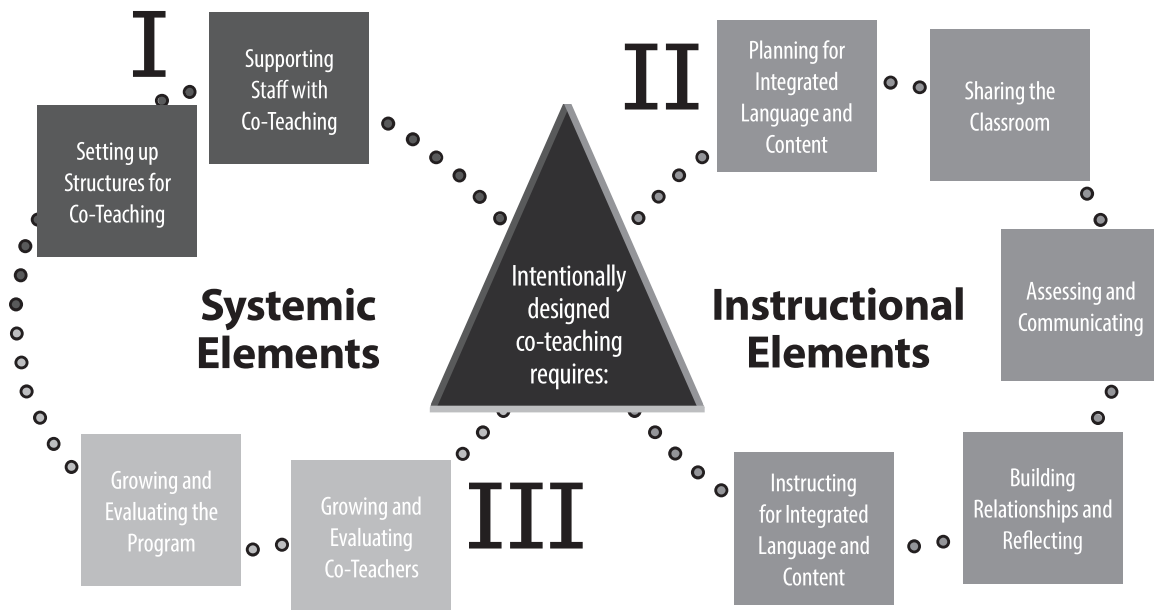 I
Supporting
Staff with
Co-Teaching
Setting up
Structures for
Co-Teaching
Systemic
Elements
Growing and
Evaluating the
Program
Growing and
Evaluating
Co-Teachers
III
Intentionally
designed
co-teaching
requires:
II
Planning for
Integrated
Language and
Content
Sharing the
Classroom
Instructional
Elements
Assessing and
Communicating
Building
Relationships and
Reflecting
Instructing
for Integrated
Language and
Content